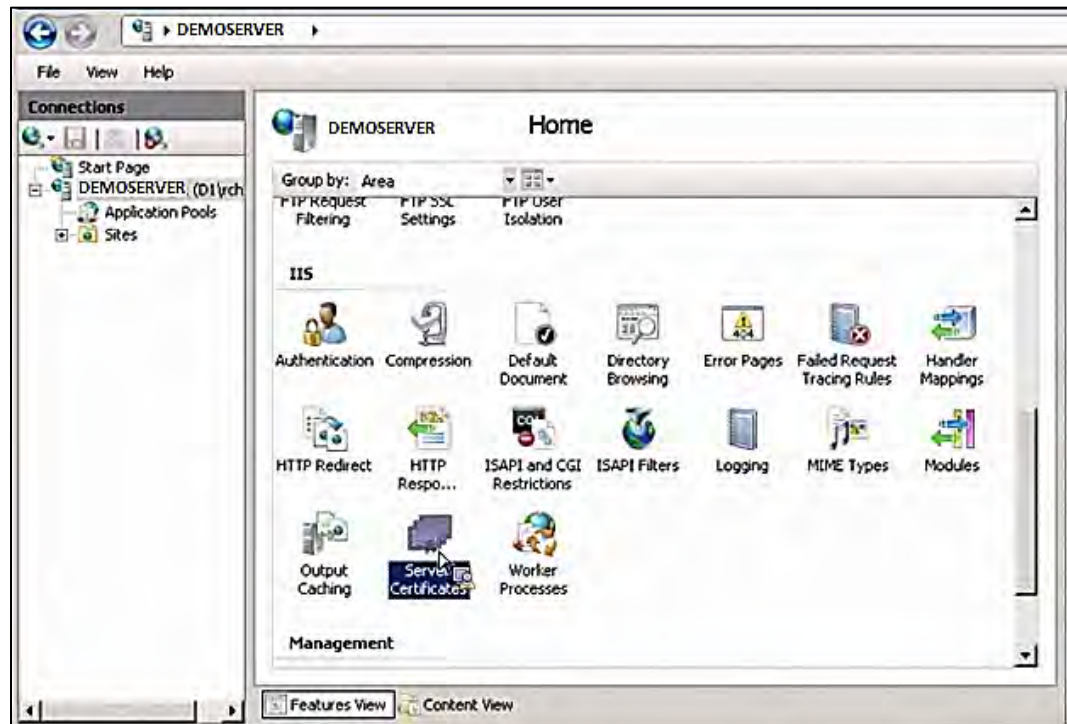 DEMOSERVER
File View Help
Connections
Start Page
DEMOSERVER (D1\rch
Application Pools
Sites
DEMOSERVER Home
Group by: Area
FTP Request FTP SSL FTP User
Filtering Settings Isolation
IIS
Authentication Compression Default Directory Error Pages Failed Request Handler
Document Browsing Tracing Rules Mappings
HTTP Redirect HTTP ISAPI and CGI ISAPI Filters Logging MIME Types Modules
Respo... Restrictions
Output Server Worker
Caching Certificates Processes
Management
Features View Content View